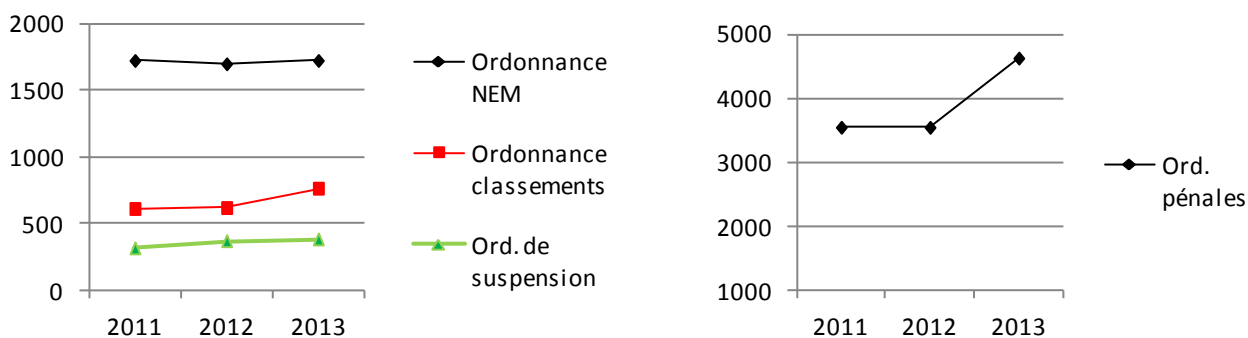 2000
1500
1000
500
0
2011 2012 2013
Ordonnance
NEM
Ordonnance
classements
Ord. de
suspension
5000
4000
3000
2000
1000
2011 2012 2013
Ord.
pénales